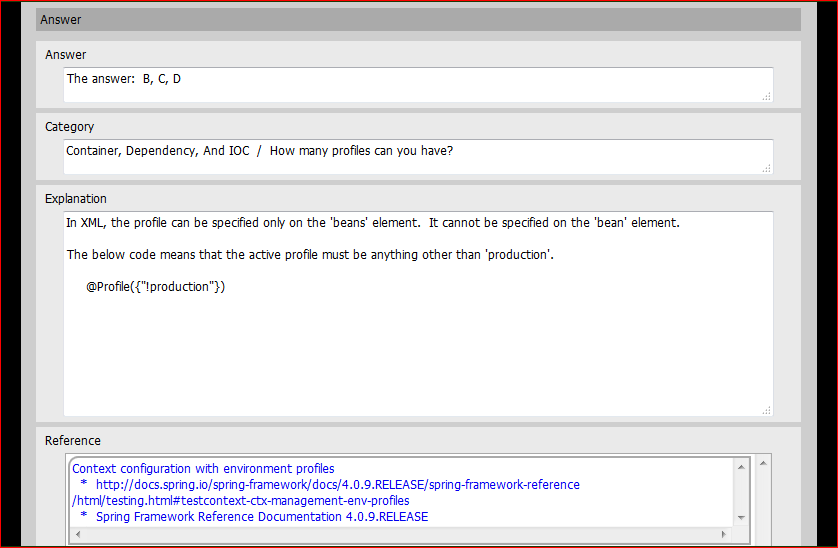 Answer
Answer
The answer:  B, C, D
Category
Container, Dependency, And IOC  /  How many profiles can you have?
Explanation
In XML, the profile can be specified only on the 'beans' element.  It cannot be specified on the 'bean' element.
The below code means that the active profile must be anything other than 'production'.
@Profile({"!production"})
Reference
Context configuration with environment profiles
*  http://docs.spring.io/spring-framework/docs/4.0.9.RELEASE/spring-framework-reference
/html/testing.html#testcontext-ctx-management-env-profiles
*  Spring Framework Reference Documentation 4.0.9.RELEASE